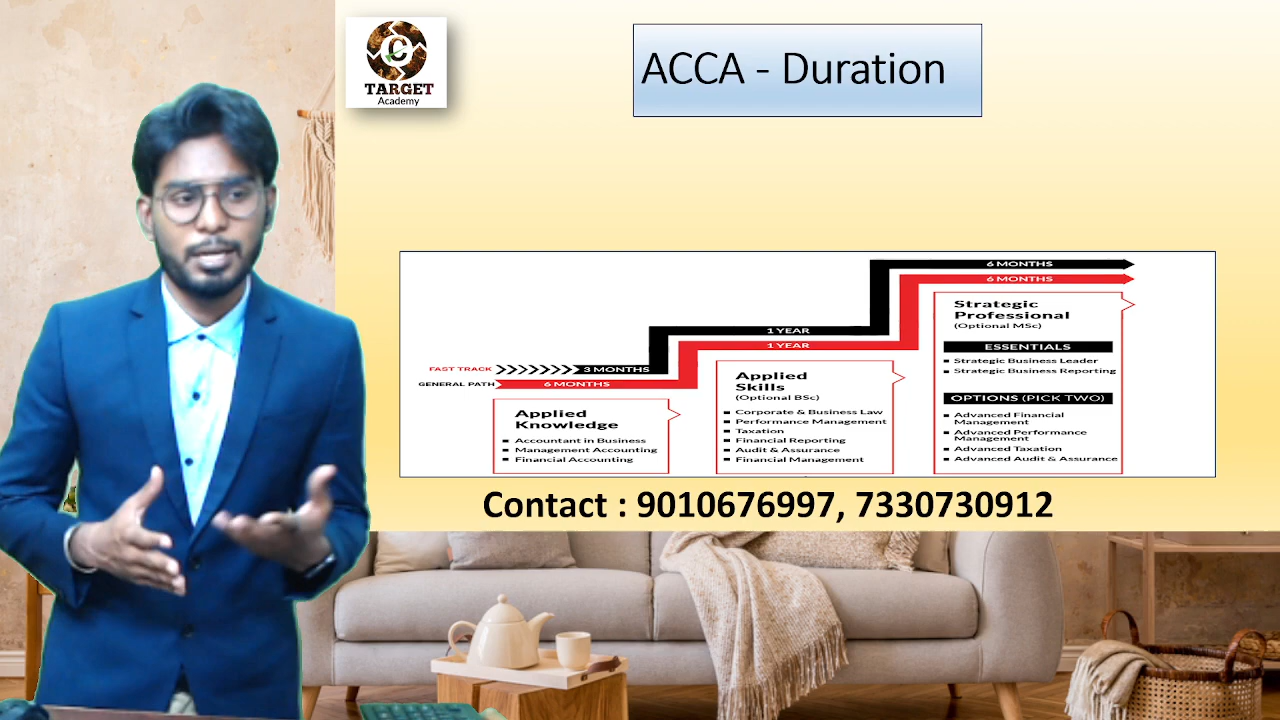 C
TARGET
Academy
ACCA - Duration
6 MONTHS
6 MONTHS
1 YEAR
1 YEAR
FAST TRACK
3 MONTHS
GENERAL PATH
6 MONTHS
Applied
Knowledge
Accountant in Business
Management Accounting
Financial Accounting
Applied
Skills
(Optional BSc)
Corporate & Business Law
Performance Management
Taxation
Financial Reporting
Audit & Assurance
Financial Management
Strategic
Professional
(Optional MSc)
ESSENTIALS
Strategic Business Leader
Strategic Business Reporting
OPTIONS (PICK TWO)
Advanced Financial
Management
Advanced Performance
Management
Advanced Taxation
Advanced Audit & Assurance
Contact : 9010676997, 7330730912